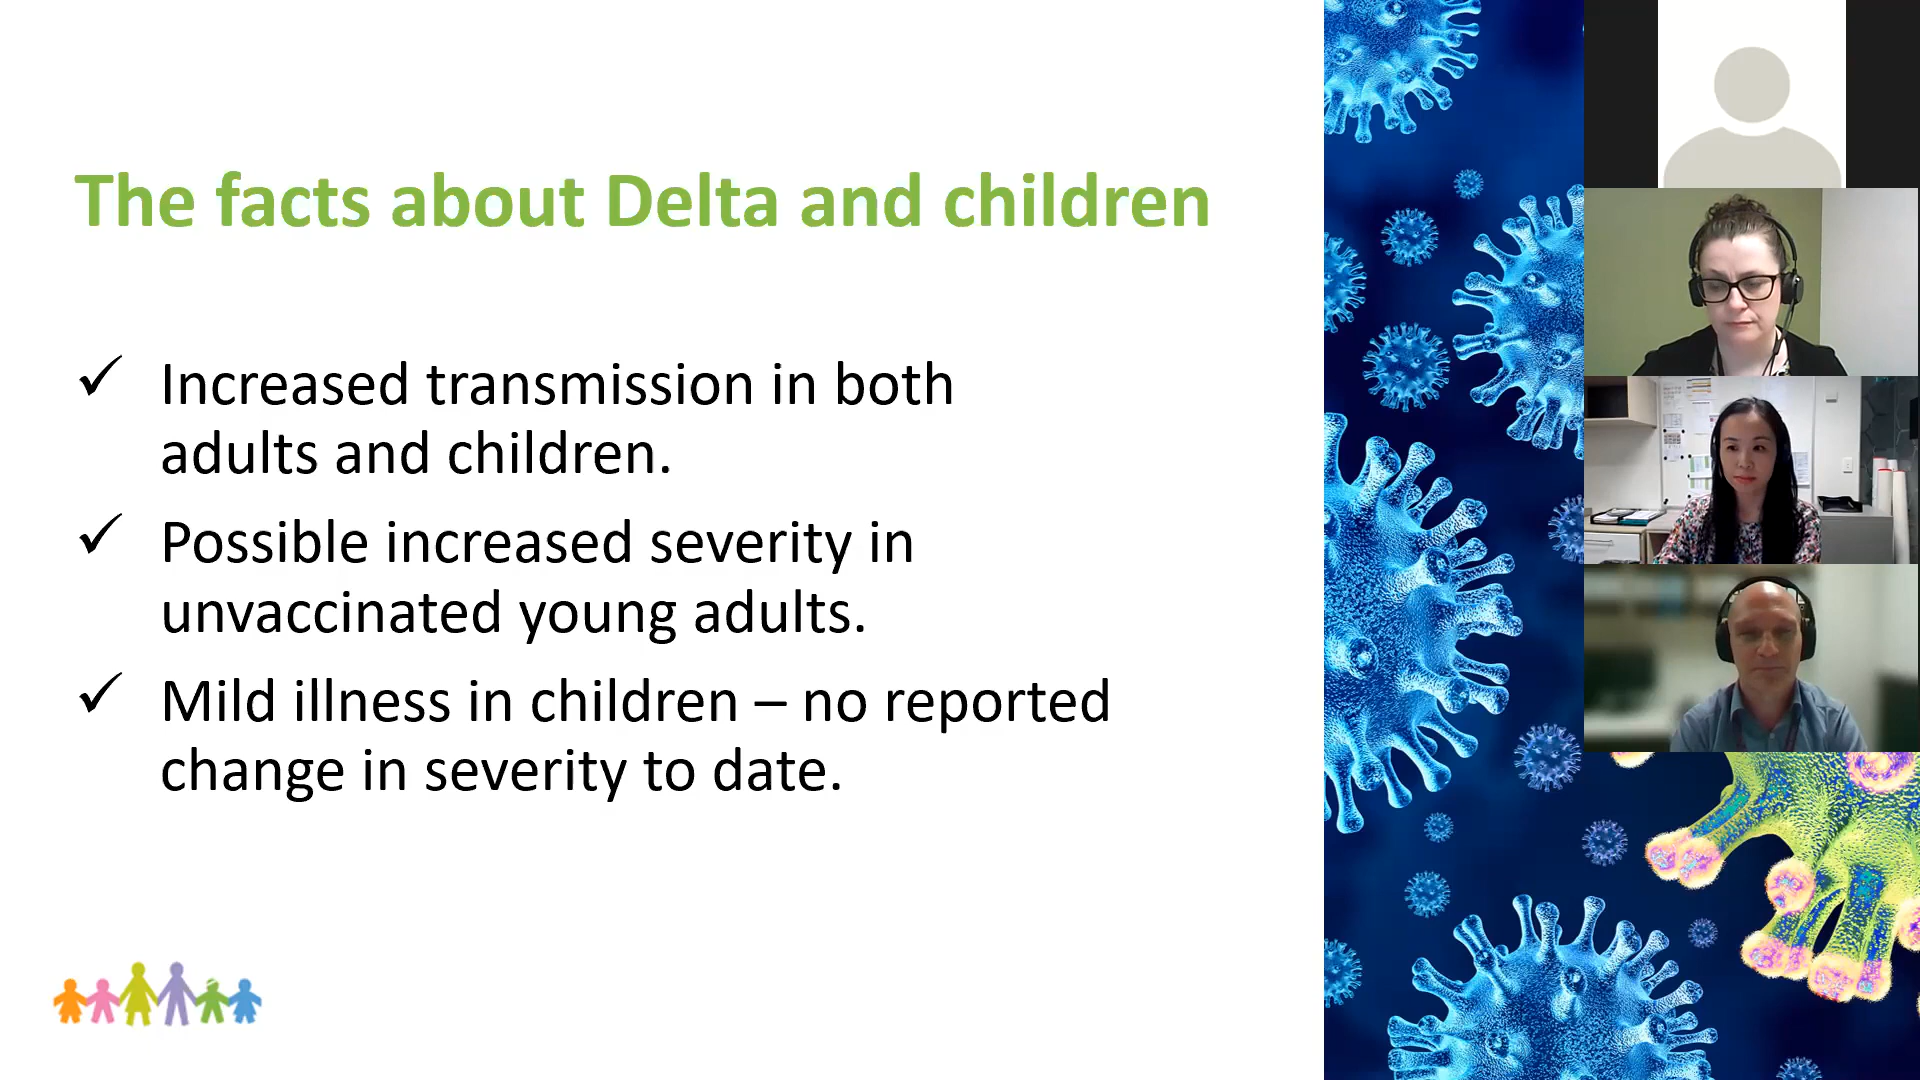 The facts about Delta and children
✓ Increased transmission in both
adults and children.
✓ Possible increased severity in
unvaccinated young adults.
✓ Mild illness in children – no reported
change in severity to date.